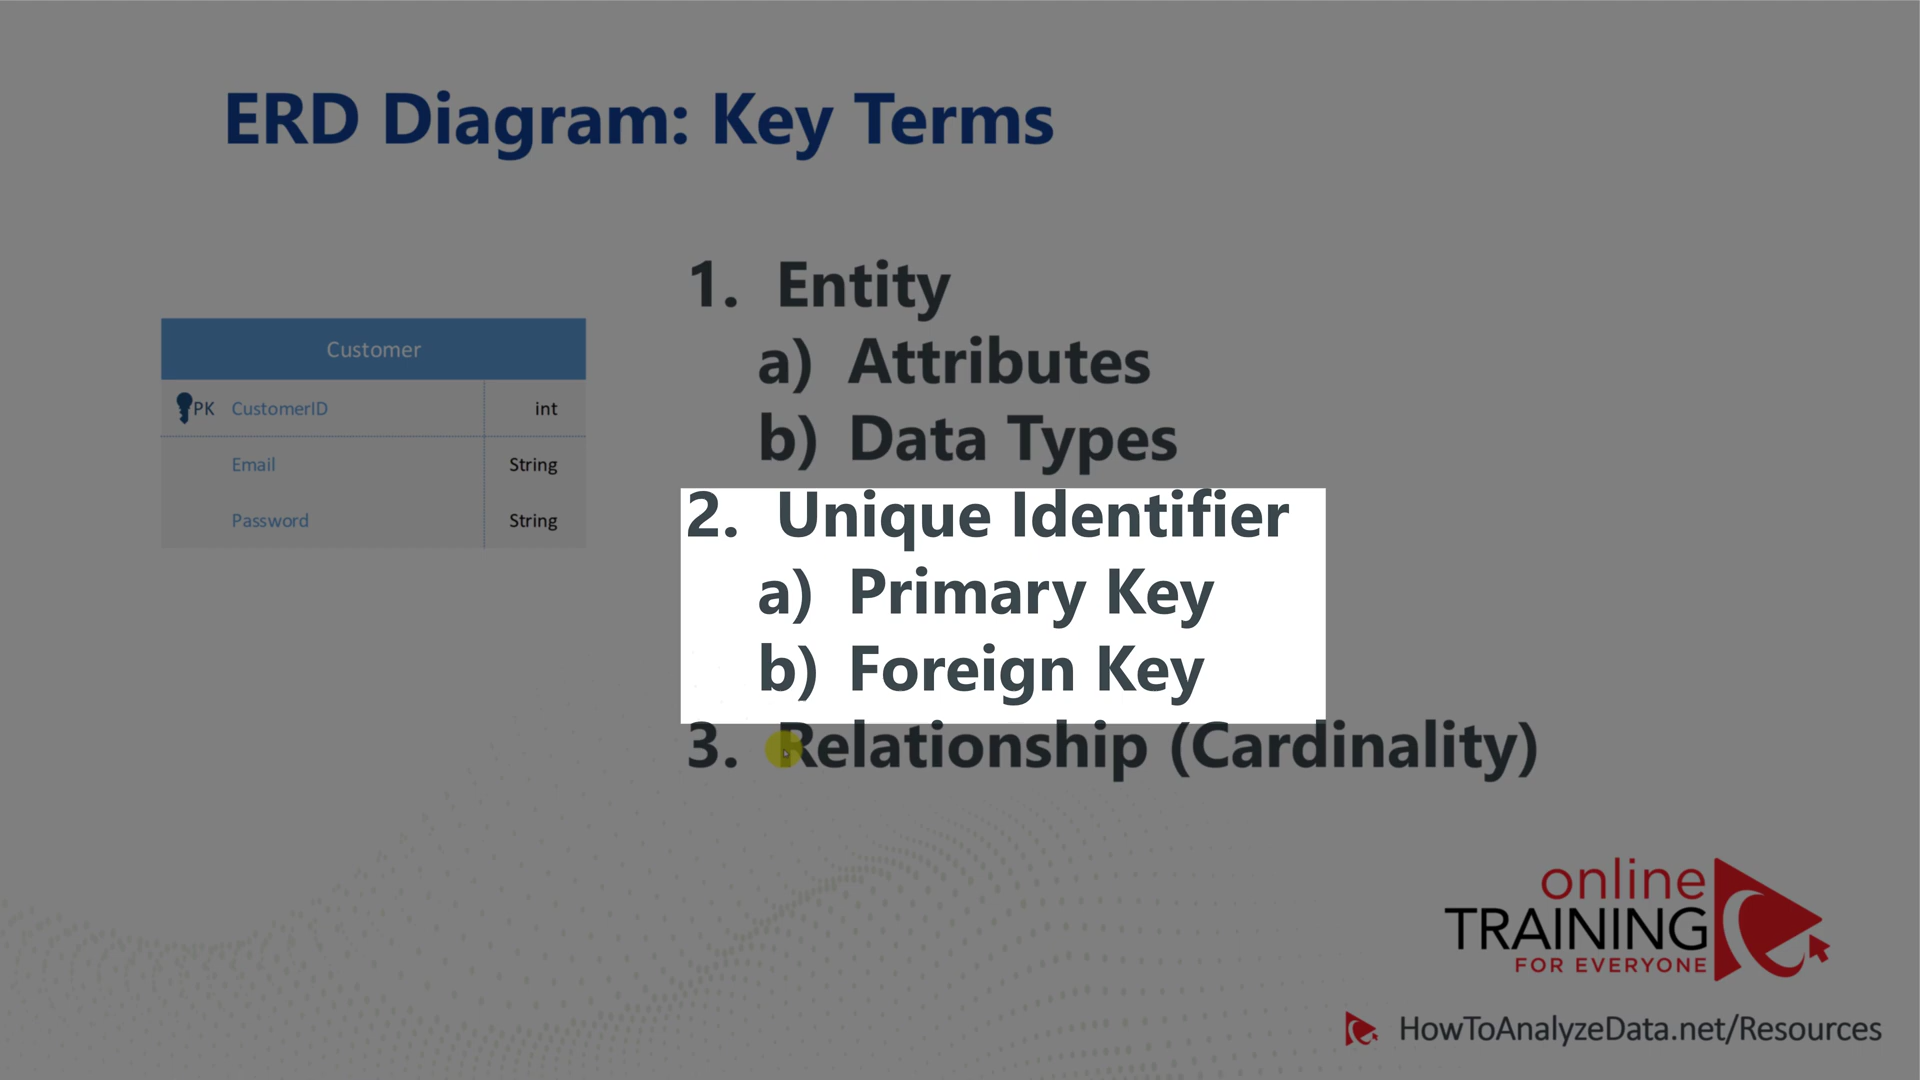 ERD Diagram: Key Terms
1. Entity
a) Attributes
b) Data Types
2. Unique Identifier
a) Primary Key
b) Foreign Key
3. Relationship (Cardinality)
Customer
PK CustomerID int
Email String
Password String
online
TRAINING
FOR EVERYONE
HowToAnalyzeData.net/Resources